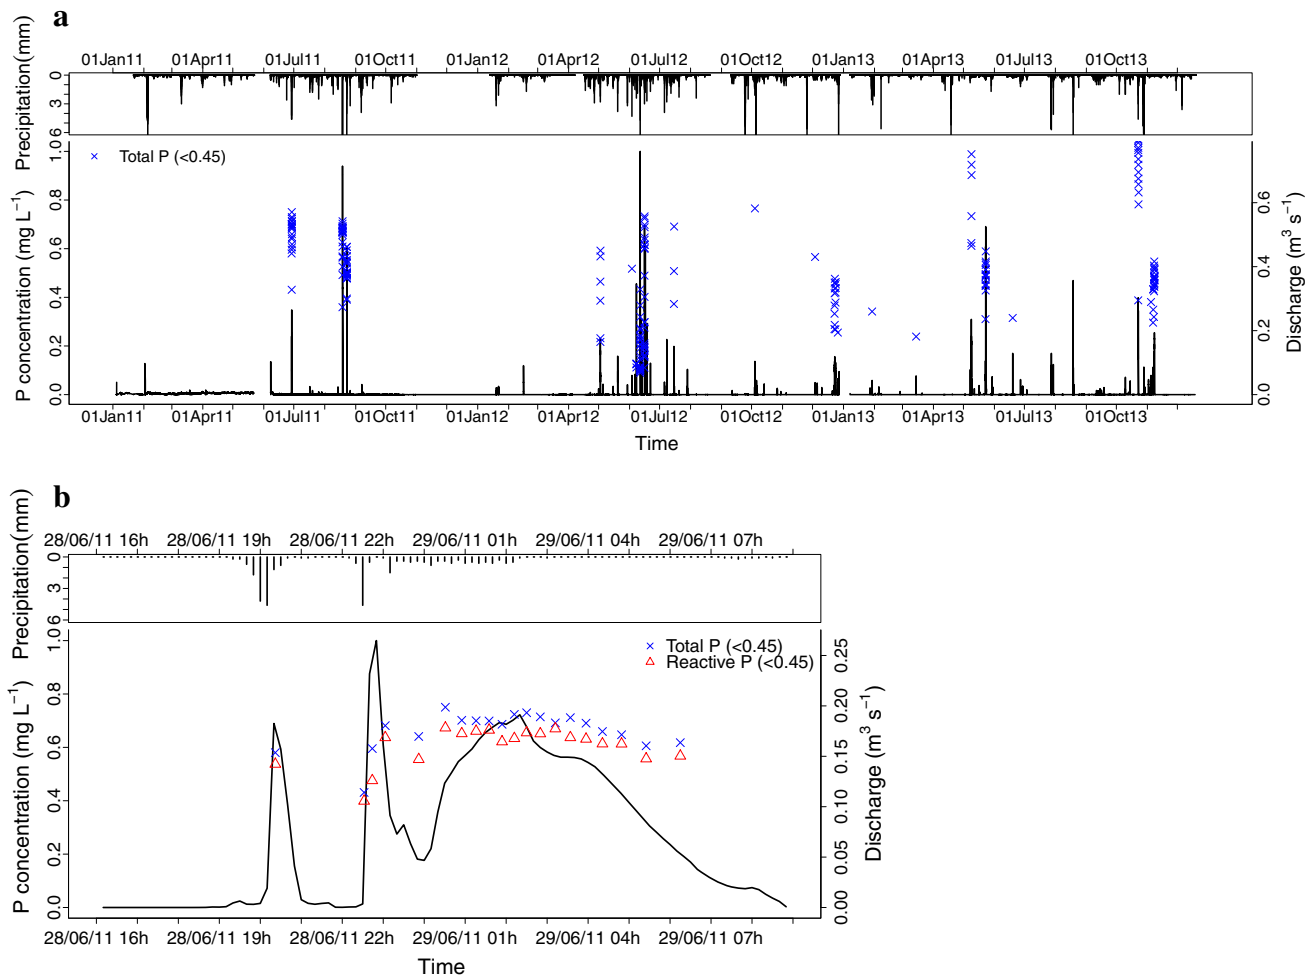 a
01Jan11 01Apr11 01Jul11 01Oct11 01Jan12 01Apr12 01Jul12 01Oct12 01Jan13 01Apr13 01Jul13 01Oct13
Precipitation(mm)
0
3
6
× Total P (<0.45)
P concentration (mg L⁻¹)
1.0
0.8
0.6
0.4
0.2
0.0
Discharge (m³ s⁻¹)
0.6
0.4
0.2
0.0
01Jan11 01Apr11 01Jul11 01Oct11 01Jan12 01Apr12 01Jul12 01Oct12 01Jan13 01Apr13 01Jul13 01Oct13
Time
b
28/06/11 16h 28/06/11 19h 28/06/11 22h 29/06/11 01h 29/06/11 04h 29/06/11 07h
Precipitation(mm)
0
3
6
× Total P (<0.45)
△ Reactive P (<0.45)
P concentration (mg L⁻¹)
1.0
0.8
0.6
0.4
0.2
0.0
Discharge (m³ s⁻¹)
0.25
0.20
0.15
0.10
0.05
0.00
28/06/11 16h 28/06/11 19h 28/06/11 22h 29/06/11 01h 29/06/11 04h 29/06/11 07h
Time